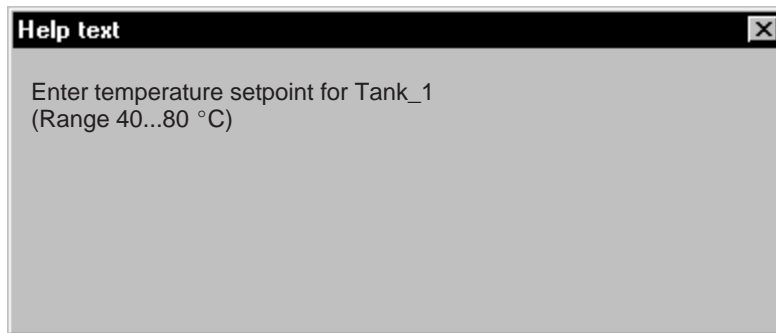 Help text
Enter temperature setpoint for Tank_1
(Range 40...80 °C)